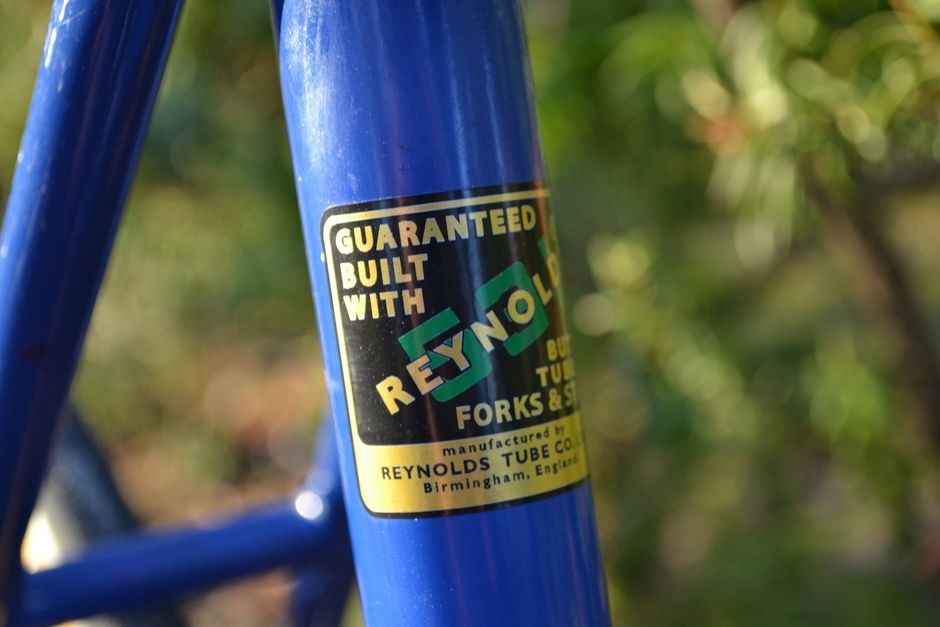 GUARANTEED
BUILT
WITH
REYNOLD
FORKS &
manufactured by
REYNOLDS TUBE CO.
Birmingham, England